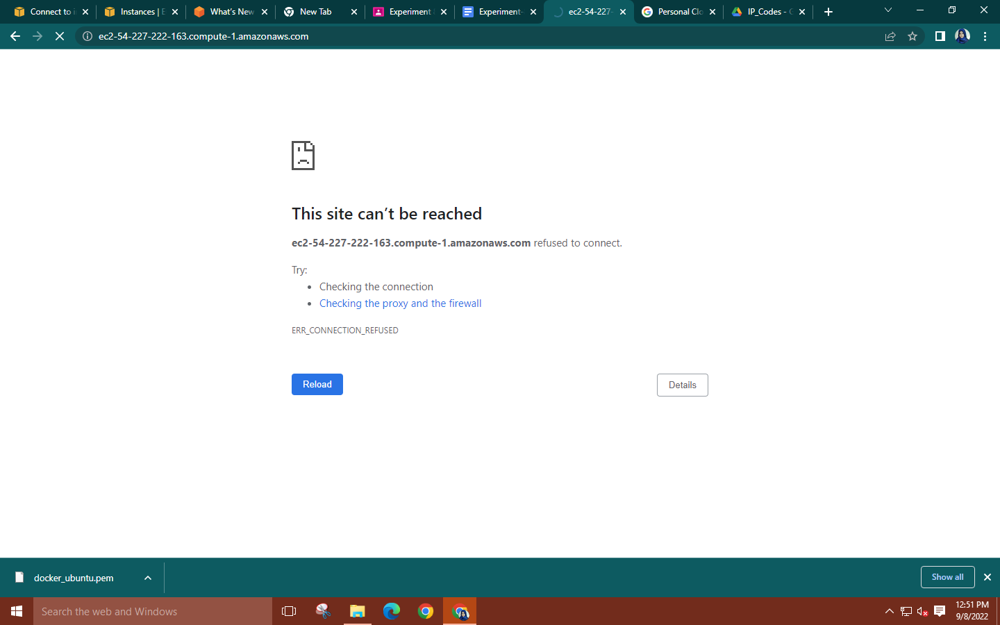 Connect to i
Instances | E
What's New
New Tab
Experiment
Experiment-
ec2-54-227-
Personal Clo
IP_Codes - G
ec2-54-227-222-163.compute-1.amazonaws.com
This site can't be reached
ec2-54-227-222-163.compute-1.amazonaws.com refused to connect.
Try:
• Checking the connection
• Checking the proxy and the firewall
ERR_CONNECTION_REFUSED
Reload
Details
docker_ubuntu.pem
Show all
Search the web and Windows
12:51 PM
9/8/2022